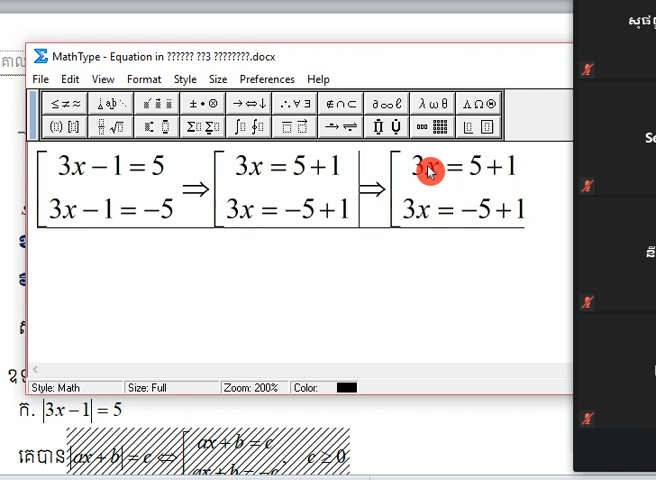 MathType - Equation in ?????? ??3 ????????.docx
File Edit View Format Style Size Preferences Help
3x − 1 = 5 ⇒ 3x = 5 + 1 ⇒ 3x = 5 + 1
3x − 1 = −5 3x = −5 + 1 3x = −5 + 1
Style: Math Size: Full Zoom: 200% Color:
ក. |3x − 1| = 5
គេបាន |ax + b| = c ⇔ ax + b = c , c ≥ 0
ax + b = −c